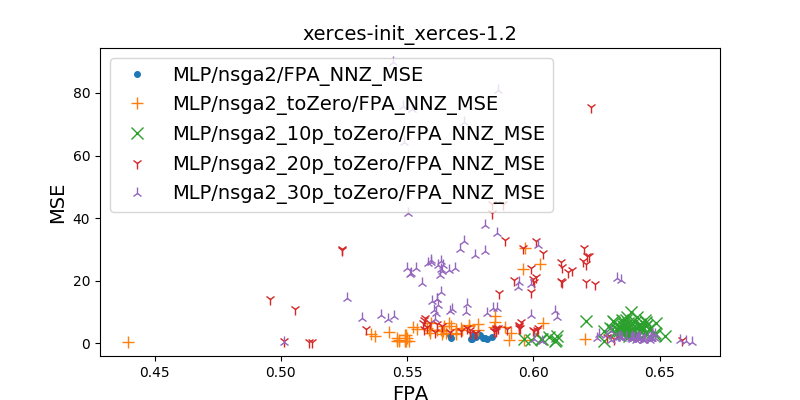 xerces-init_xerces-1.2
MLP/nsga2/FPA_NNZ_MSE
MLP/nsga2_toZero/FPA_NNZ_MSE
MLP/nsga2_10p_toZero/FPA_NNZ_MSE
MLP/nsga2_20p_toZero/FPA_NNZ_MSE
MLP/nsga2_30p_toZero/FPA_NNZ_MSE
MSE
80
60
40
20
0
0.45 0.50 0.55 0.60 0.65
FPA